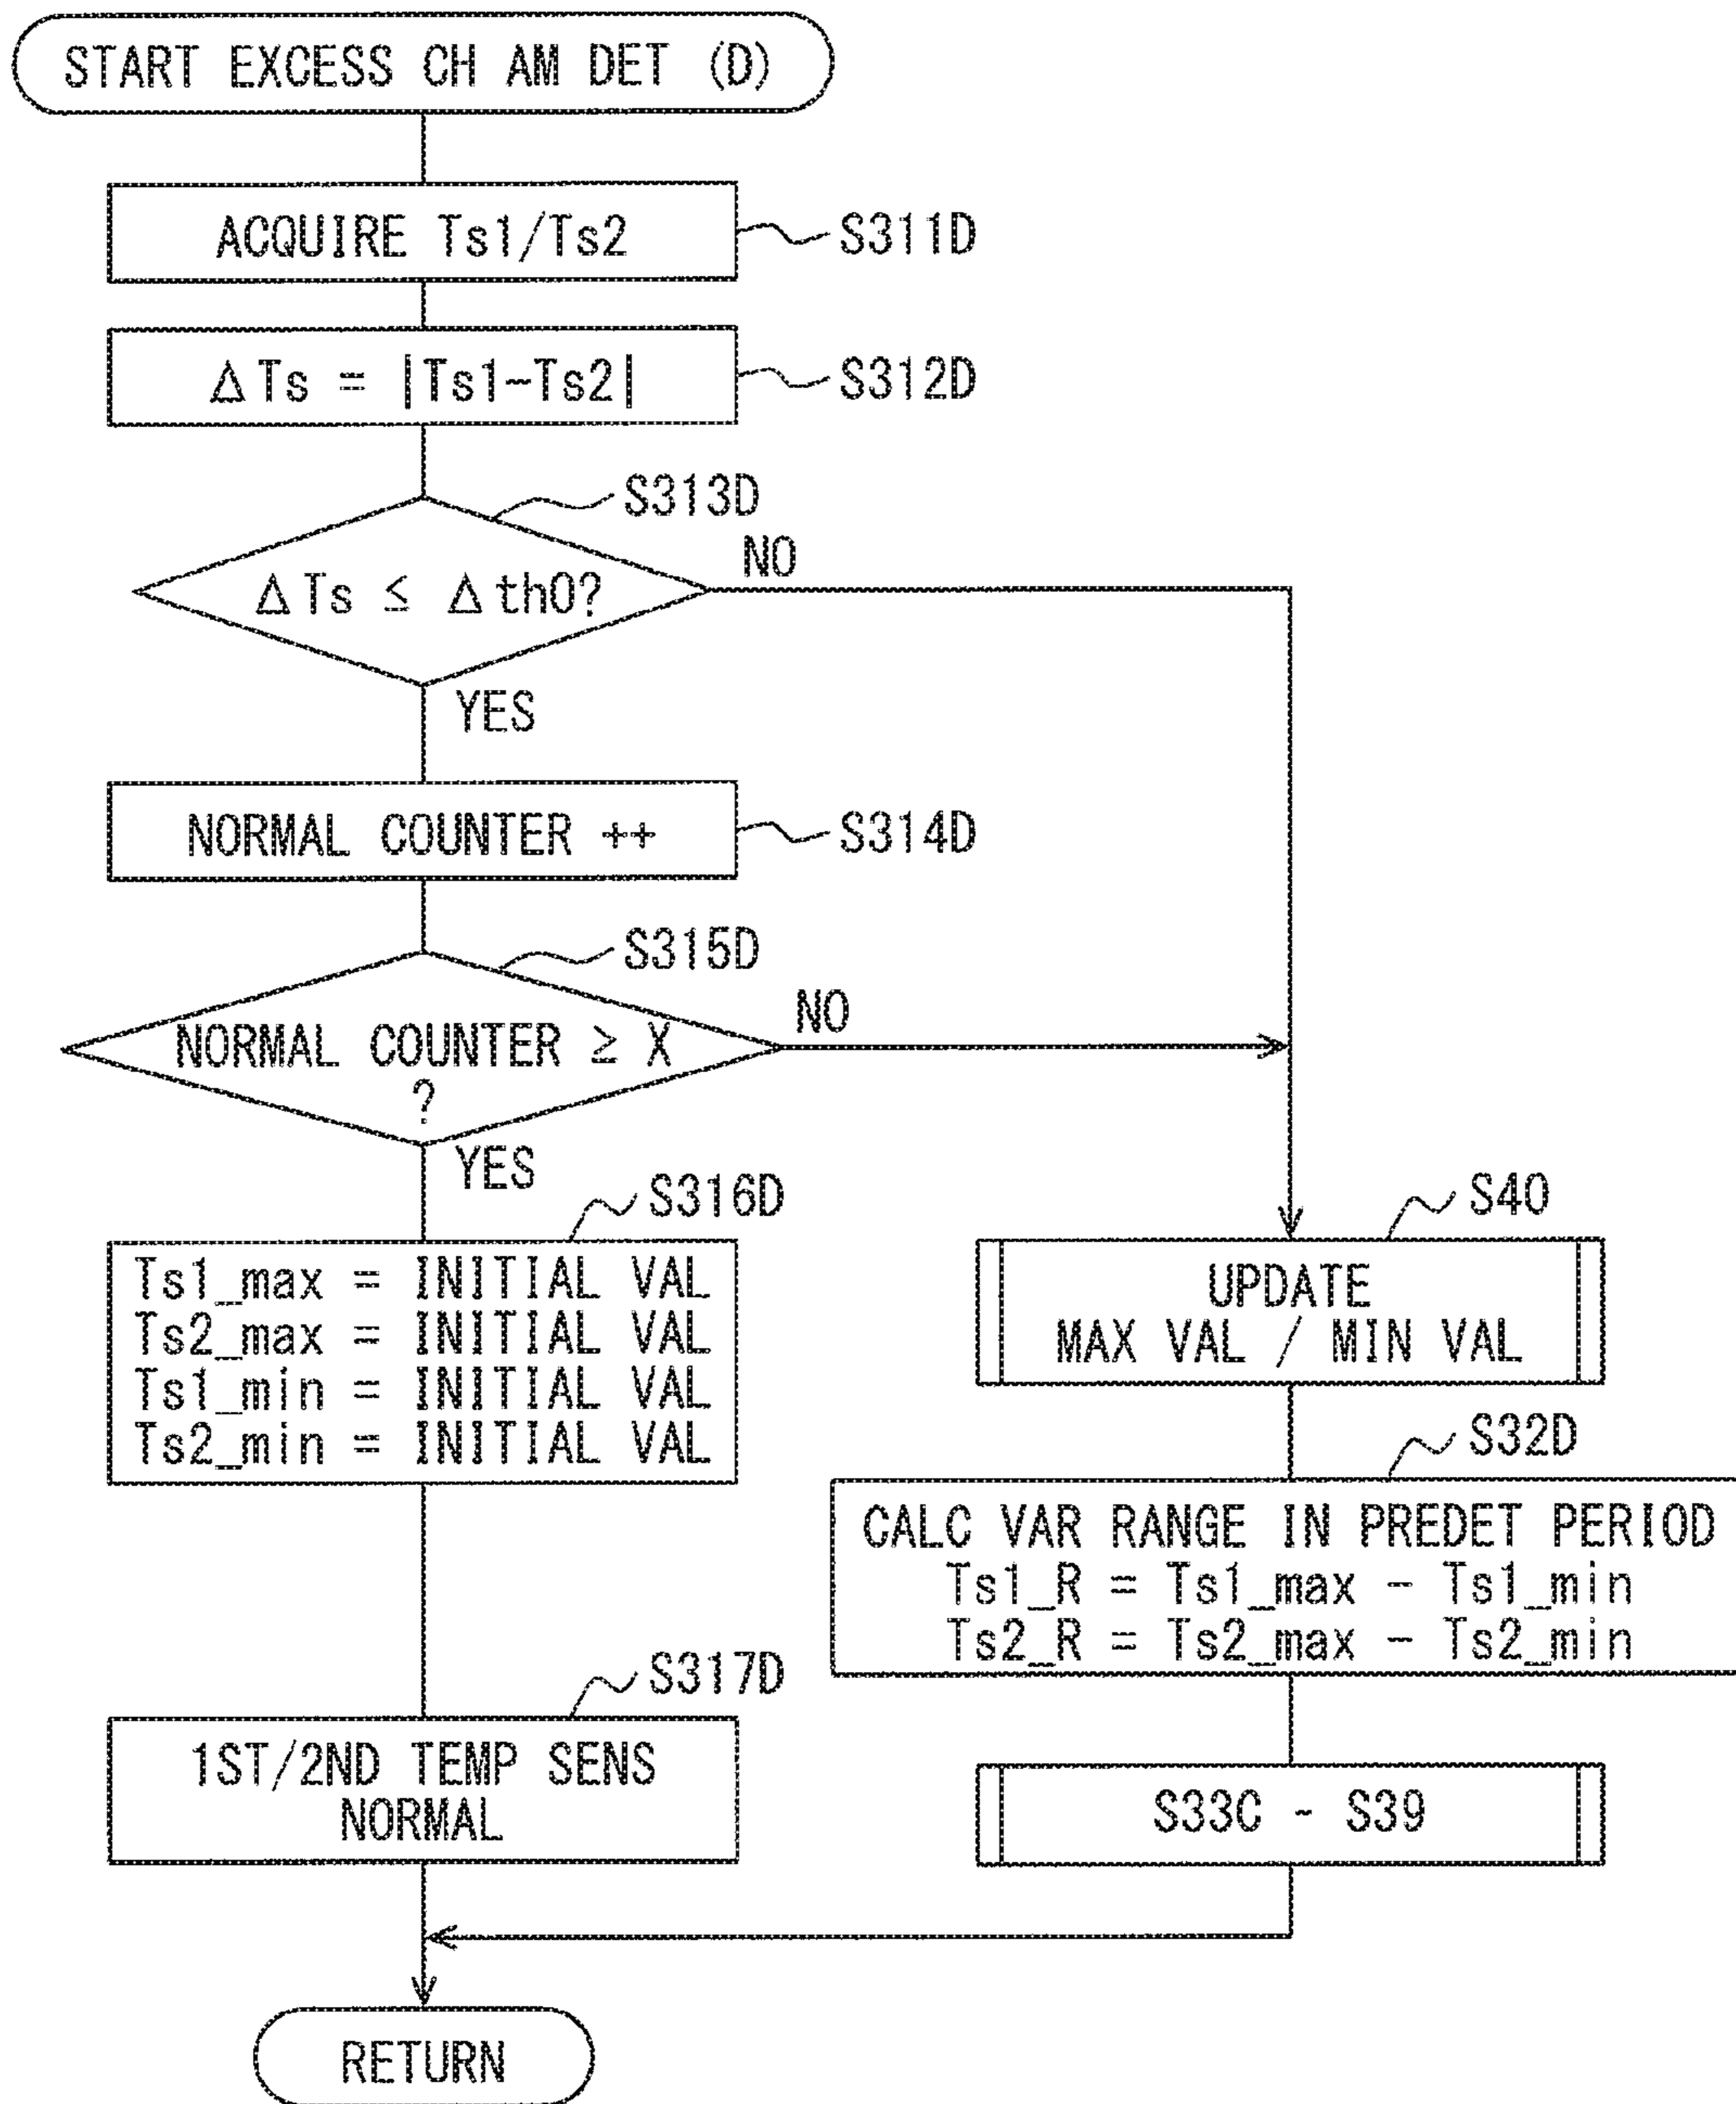 START EXCESS CH AM DET (D)
ACQUIRE Ts1/Ts2
S311D
ΔTs = |Ts1-Ts2|
S312D
S313D
ΔTs ≤ Δth0?
NO
YES
NORMAL COUNTER ++
S314D
S315D
NORMAL COUNTER ≥ X
?
NO
YES
S316D
Ts1_max = INITIAL VAL
Ts2_max = INITIAL VAL
Ts1_min = INITIAL VAL
Ts2_min = INITIAL VAL
S40
UPDATE
MAX VAL / MIN VAL
S32D
CALC VAR RANGE IN PREDET PERIOD
Ts1_R = Ts1_max - Ts1_min
Ts2_R = Ts2_max - Ts2_min
S317D
1ST/2ND TEMP SENS
NORMAL
S33C - S39
RETURN